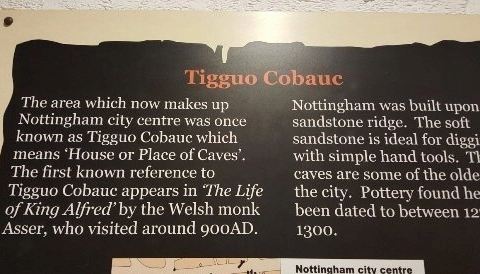 Tigguo Cobauc
The area which now makes up
Nottingham city centre was once
known as Tigguo Cobauc which
means 'House or Place of Caves'.
The first known reference to
Tigguo Cobauc appears in 'The Life
of King Alfred' by the Welsh monk
Asser, who visited around 900AD.
Nottingham was built upon
sandstone ridge. The soft
sandstone is ideal for diggi
with simple hand tools. Th
caves are some of the olde
the city. Pottery found he
been dated to between 12
1300.
Nottingham city centre